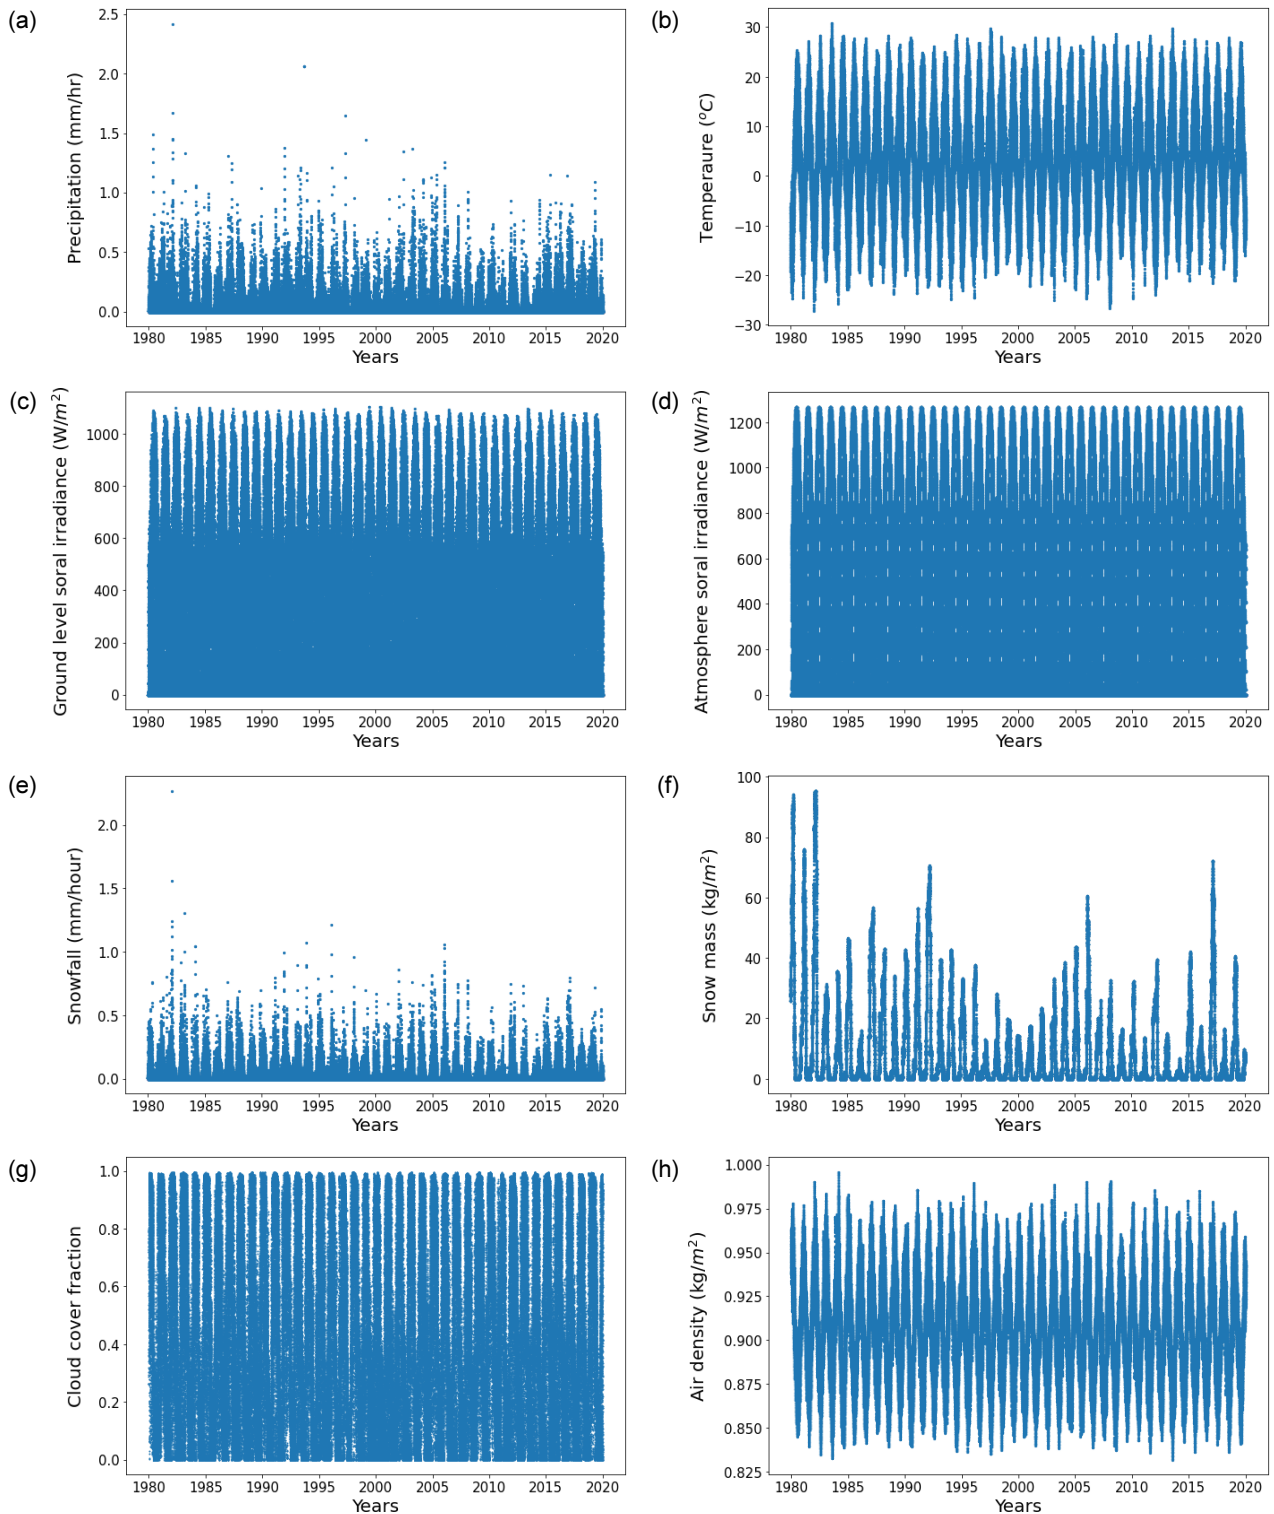 (a)
Precipitation (mm/hr)
2.5
2.0
1.5
1.0
0.5
0.0
1980 1985 1990 1995 2000 2005 2010 2015 2020
Years
(b)
Temperaure (°C)
30
20
10
0
−10
−20
−30
1980 1985 1990 1995 2000 2005 2010 2015 2020
Years
(c)
Ground level soral irradiance (W/m²)
1000
800
600
400
200
0
1980 1985 1990 1995 2000 2005 2010 2015 2020
Years
(d)
Atmosphere soral irradiance (W/m²)
1200
1000
800
600
400
200
0
1980 1985 1990 1995 2000 2005 2010 2015 2020
Years
(e)
Snowfall (mm/hour)
2.0
1.5
1.0
0.5
0.0
1980 1985 1990 1995 2000 2005 2010 2015 2020
Years
(f)
Snow mass (kg/m²)
100
80
60
40
20
0
1980 1985 1990 1995 2000 2005 2010 2015 2020
Years
(g)
Cloud cover fraction
1.0
0.8
0.6
0.4
0.2
0.0
1980 1985 1990 1995 2000 2005 2010 2015 2020
Years
(h)
Air density (kg/m²)
1.000
0.975
0.950
0.925
0.900
0.875
0.850
0.825
1980 1985 1990 1995 2000 2005 2010 2015 2020
Years